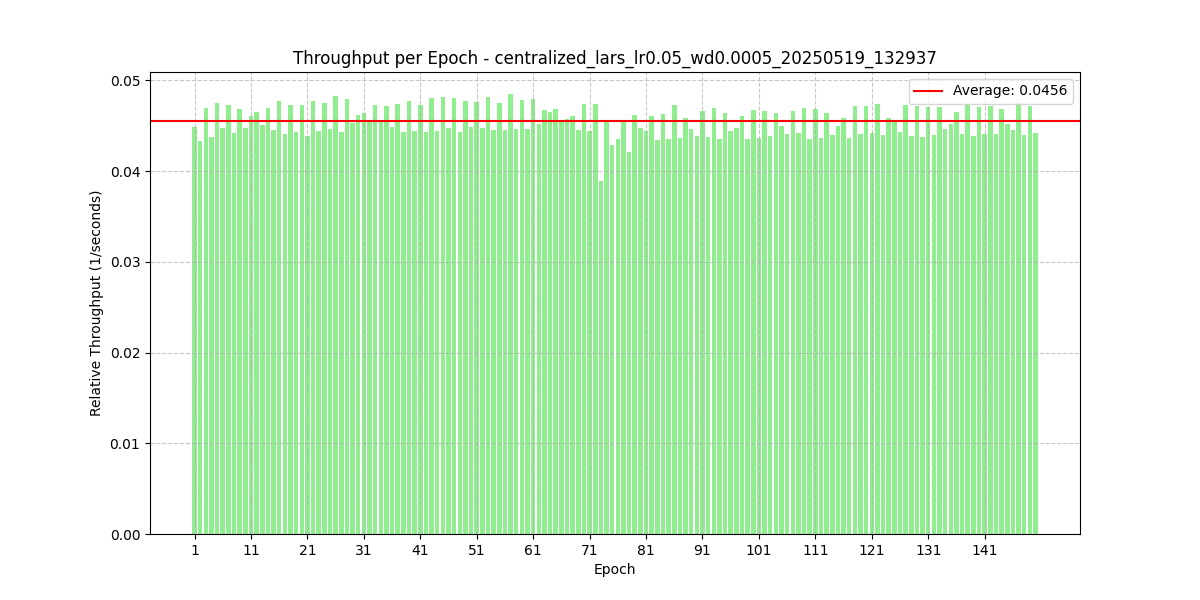 Throughput per Epoch - centralized_lars_lr0.05_wd0.0005_20250519_132937
Average: 0.0456
Relative Throughput (1/seconds)
0.05
0.04
0.03
0.02
0.01
0.00
1 11 21 31 41 51 61 71 81 91 101 111 121 131 141
Epoch